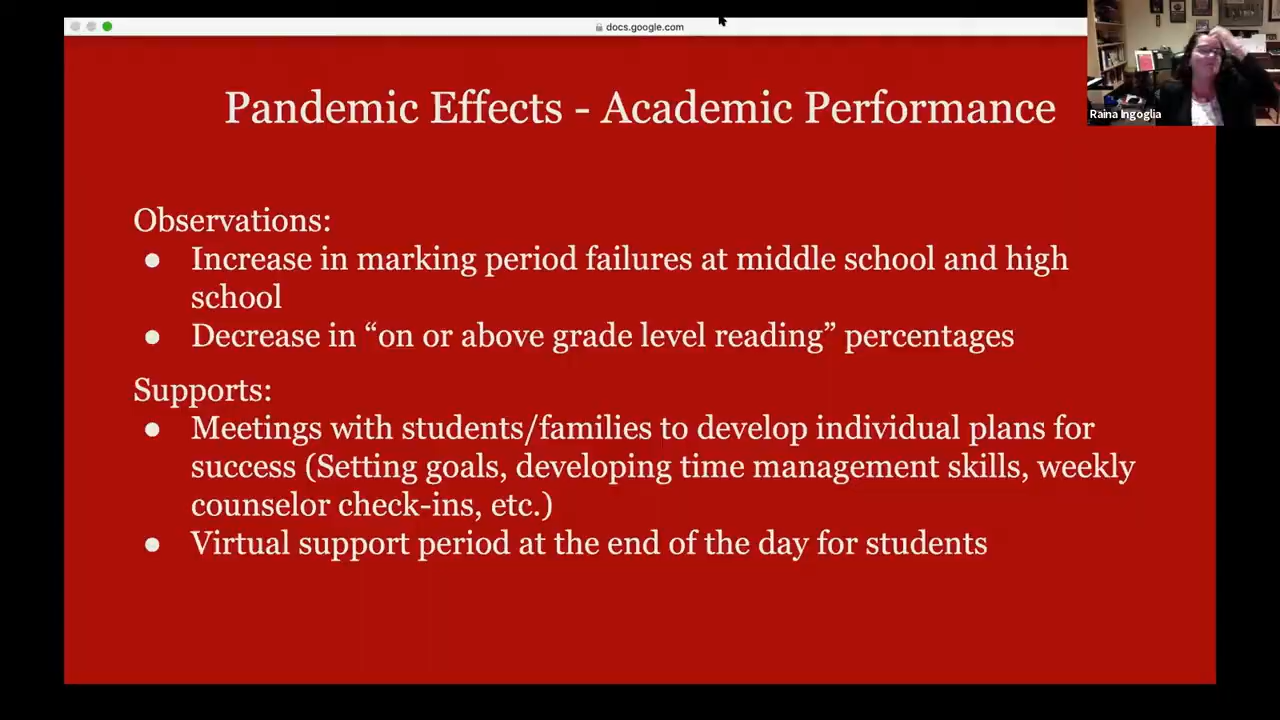 docs.google.com
Pandemic Effects - Academic Performance
Raina Ingoglia
Observations:
● Increase in marking period failures at middle school and high
school
● Decrease in “on or above grade level reading” percentages
Supports:
● Meetings with students/families to develop individual plans for
success (Setting goals, developing time management skills, weekly
counselor check-ins, etc.)
● Virtual support period at the end of the day for students